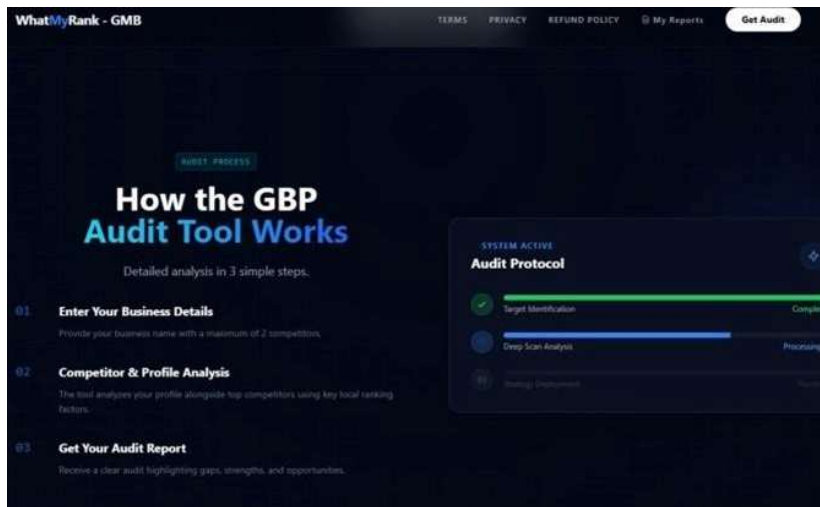 WhatMyRank - GMB
TERMS PRIVACY REFUND POLICY My Reports Get Audit
AUDIT PROCESS
How the GBP
Audit Tool Works
Detailed analysis in 3 simple steps.
01 Enter Your Business Details
Provide your business name with a maximum of 2 competitors.
02 Competitor & Profile Analysis
The tool analyzes your profile alongside top competitors using key local ranking
factors.
03 Get Your Audit Report
Receive a clear audit highlighting gaps, strengths, and opportunities.
SYSTEM ACTIVE
Audit Protocol
Target Identification Comple
Deep Scan Analysis Processing
Strategy Deployment